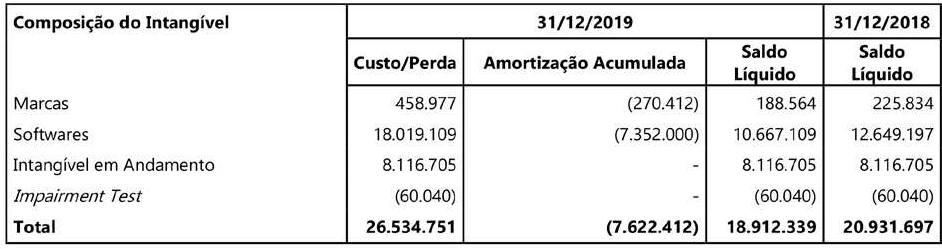 Composição do Intangível 31/12/2019 31/12/2018
Custo/Perda Amortização Acumulada Saldo Líquido Saldo Líquido
Marcas 458.977 (270.412) 188.564 225.834
Softwares 18.019.109 (7.352.000) 10.667.109 12.649.197
Intangível em Andamento 8.116.705 - 8.116.705 8.116.705
Impairment Test (60.040) - (60.040) (60.040)
Total 26.534.751 (7.622.412) 18.912.339 20.931.697